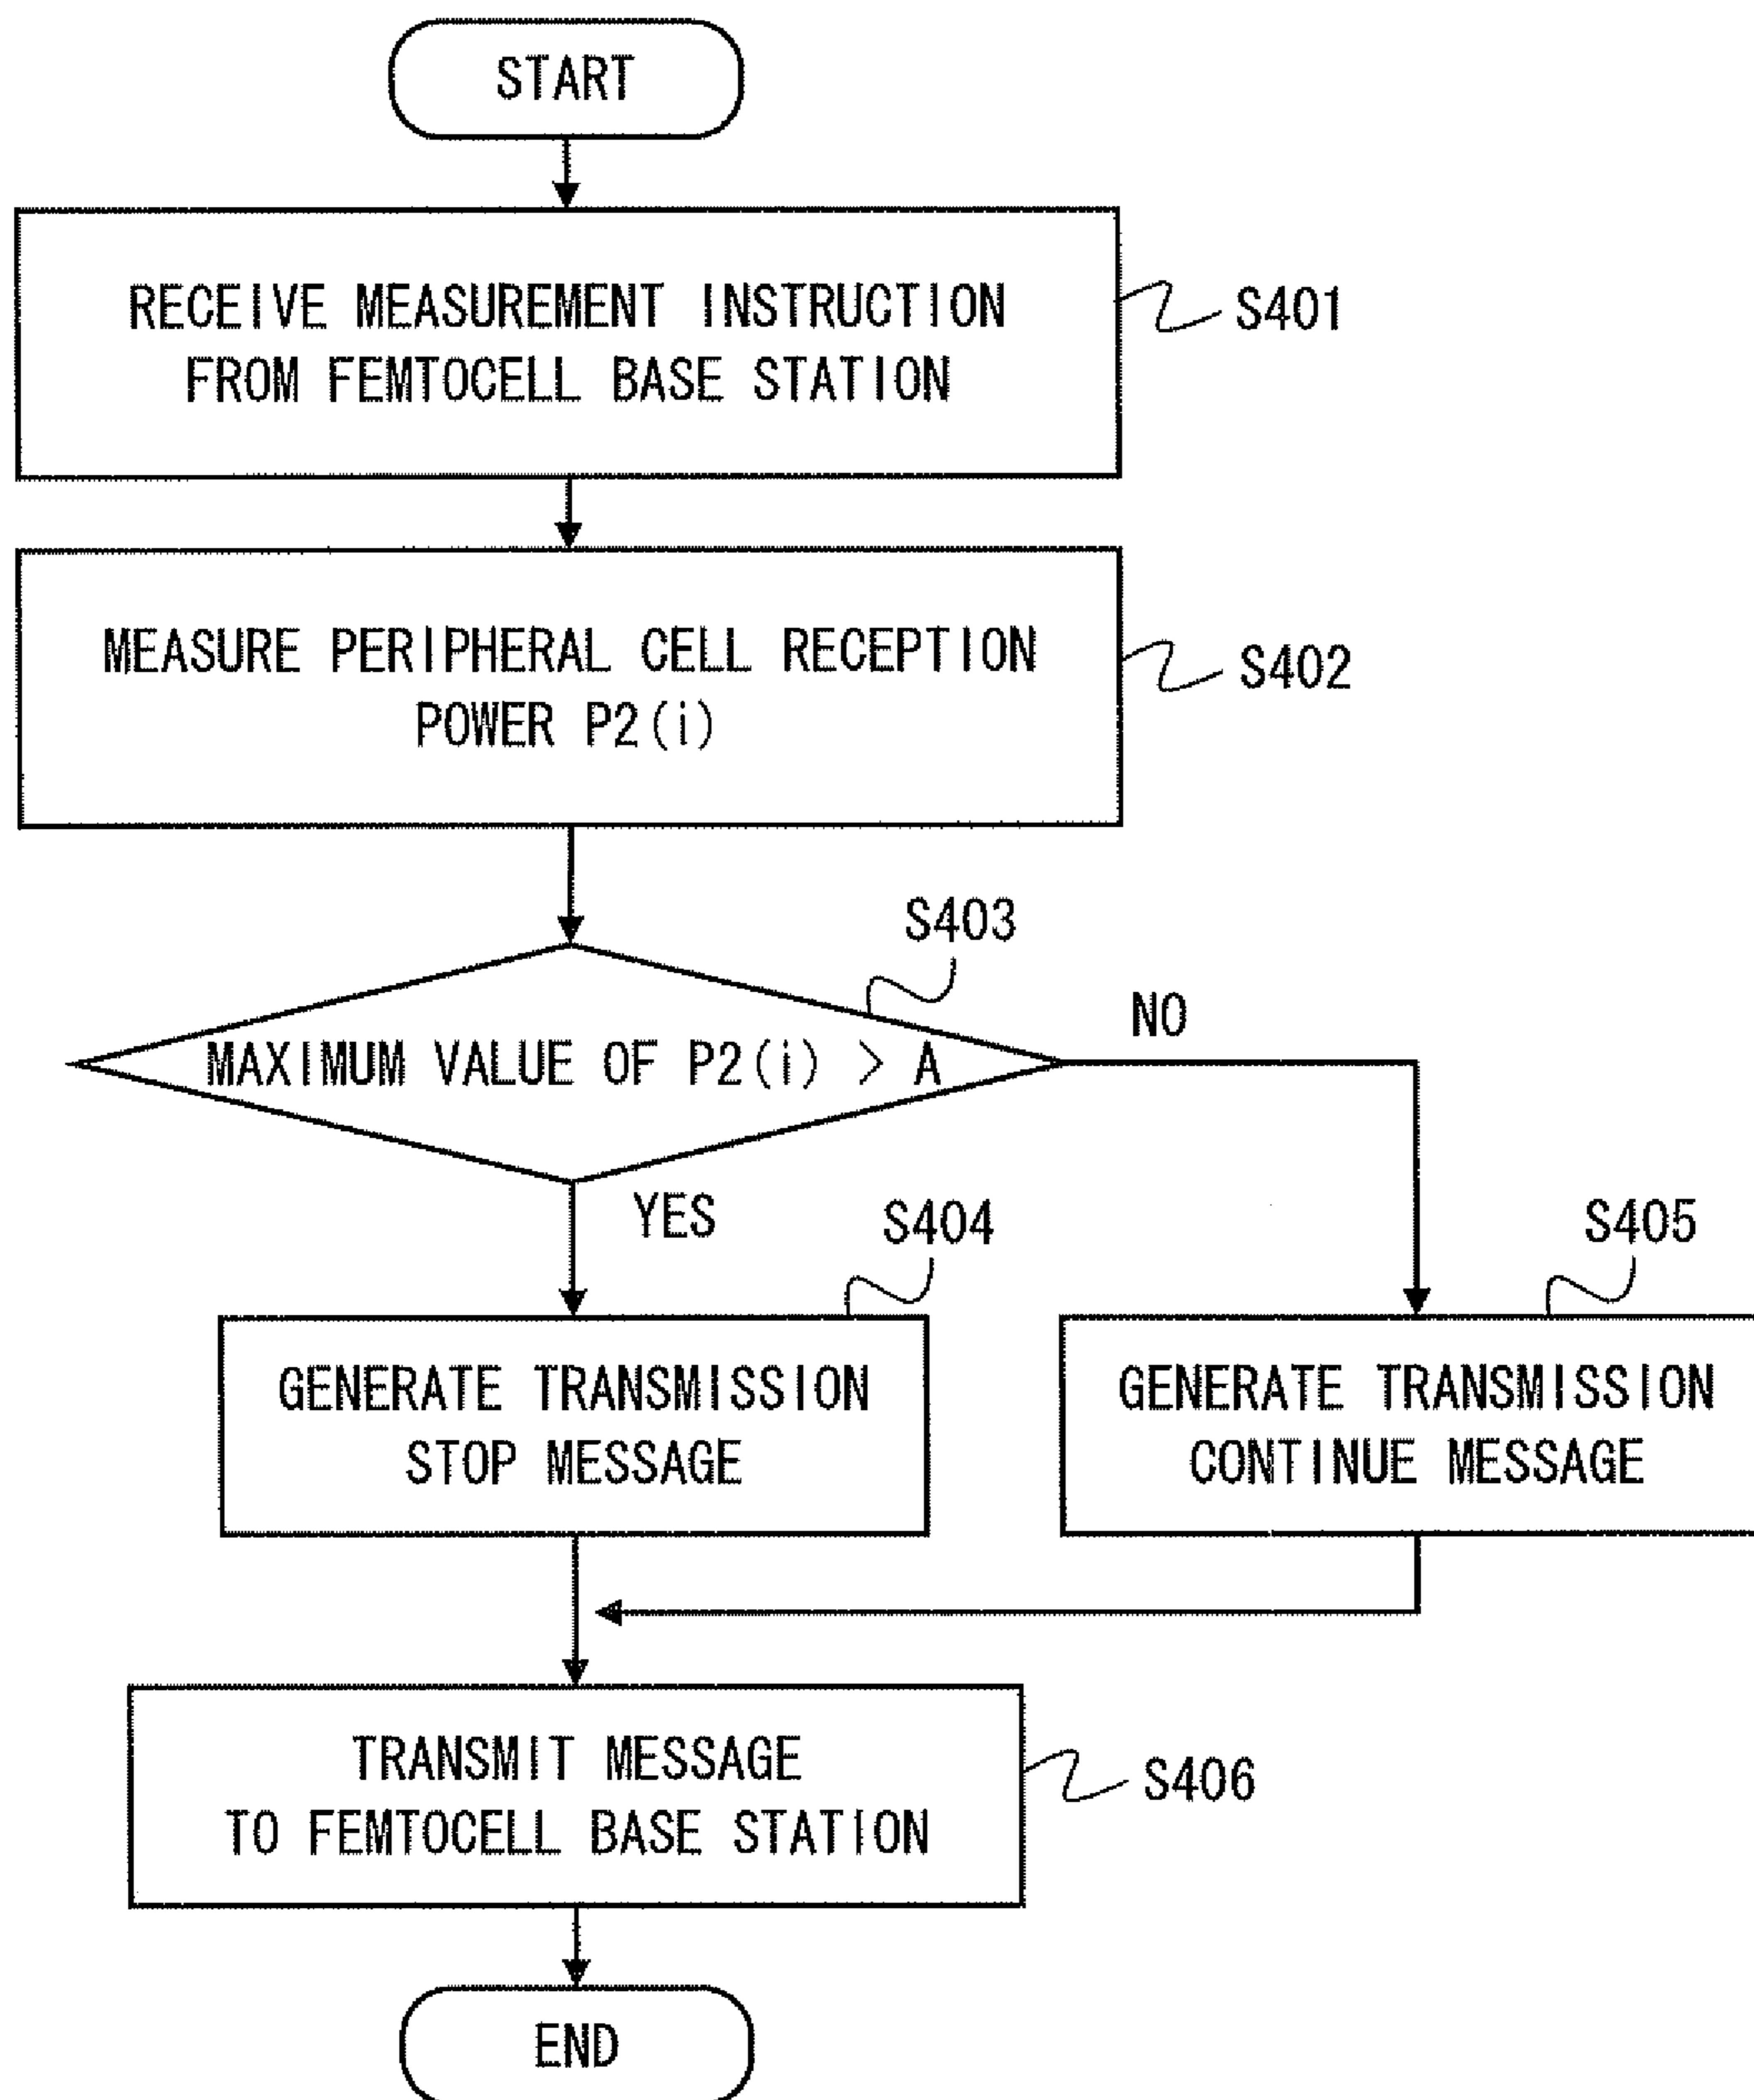 START
RECEIVE MEASUREMENT INSTRUCTION
FROM FEMTOCELL BASE STATION
S401
MEASURE PERIPHERAL CELL RECEPTION
POWER P2(i)
S402
S403
MAXIMUM VALUE OF P2(i) > A
NO
YES
S404
GENERATE TRANSMISSION
STOP MESSAGE
S405
GENERATE TRANSMISSION
CONTINUE MESSAGE
TRANSMIT MESSAGE
TO FEMTOCELL BASE STATION
S406
END